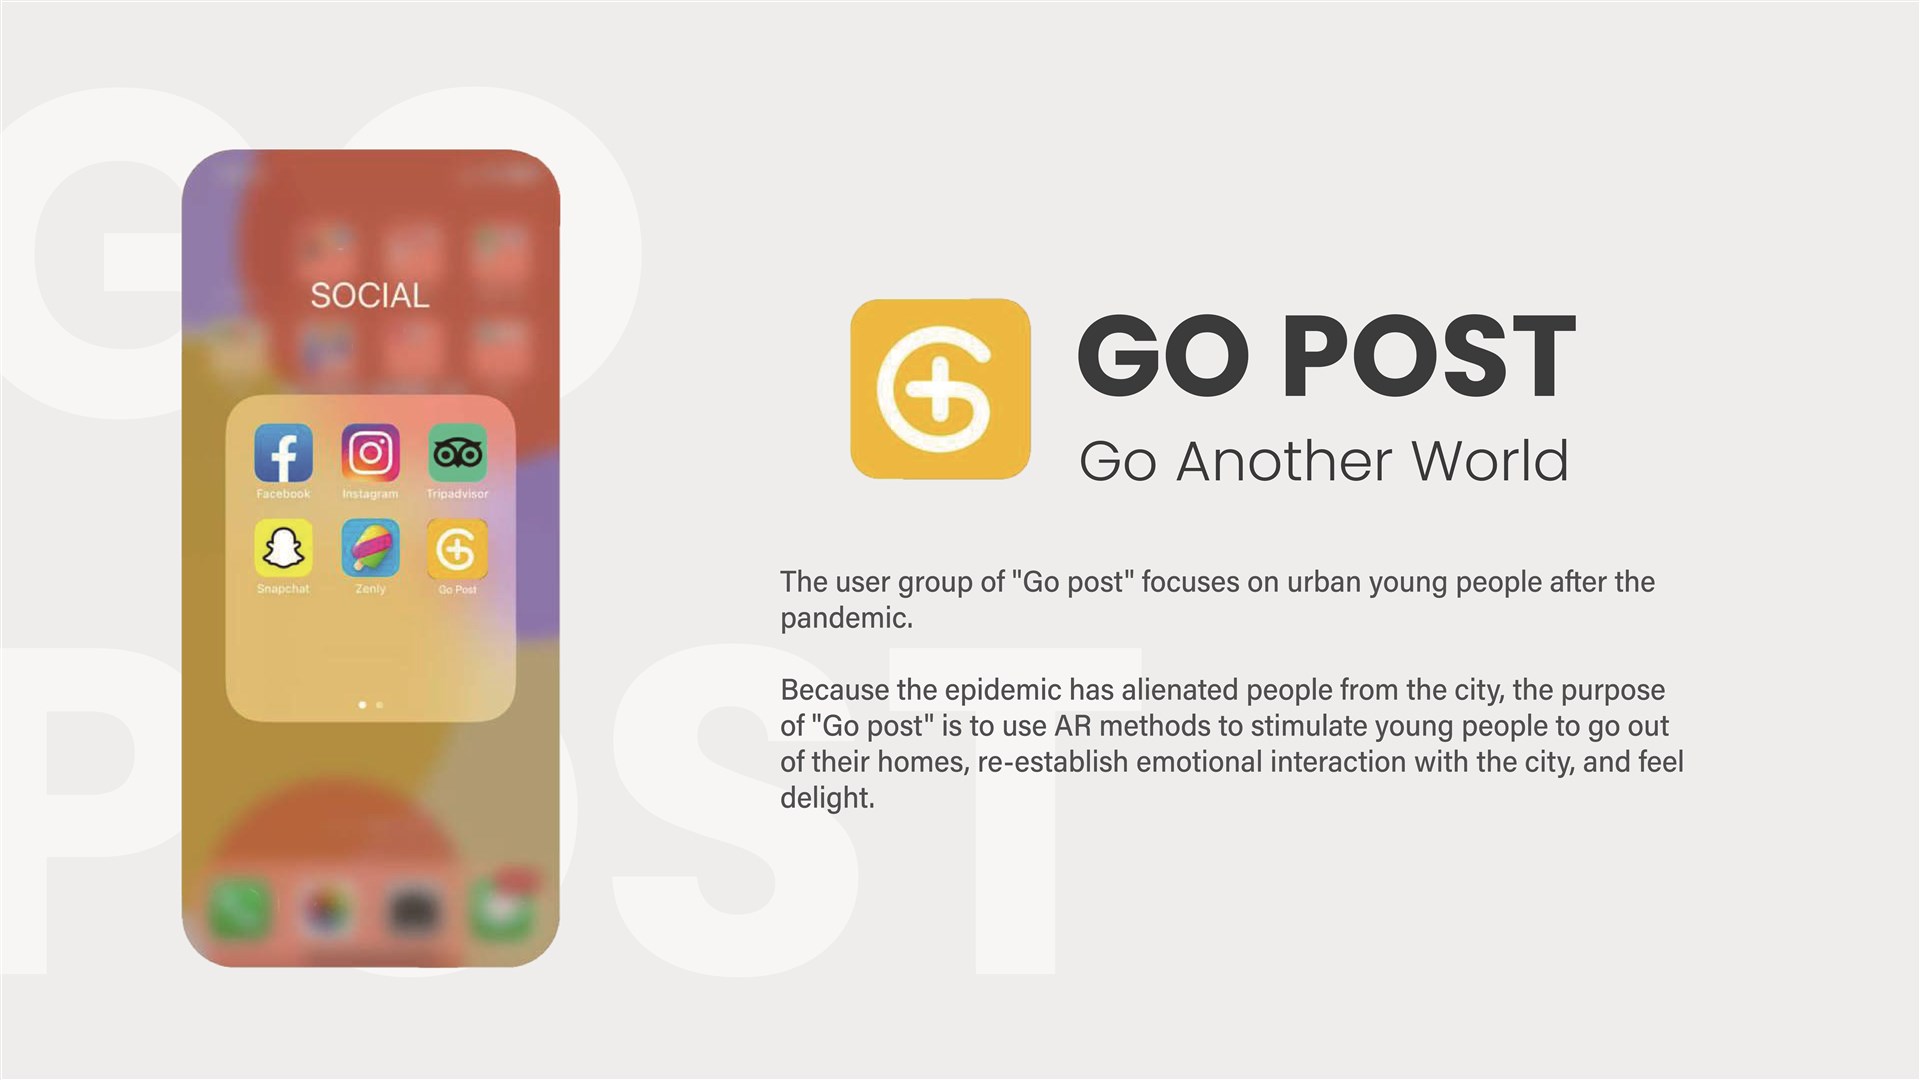 GO
POST
SOCIAL
Facebook
Instagram
Tripadvisor
Snapchat
Zenly
Go Post
GO POST
Go Another World
The user group of "Go post" focuses on urban young people after the
pandemic.
Because the epidemic has alienated people from the city, the purpose
of "Go post" is to use AR methods to stimulate young people to go out
of their homes, re-establish emotional interaction with the city, and feel
delight.